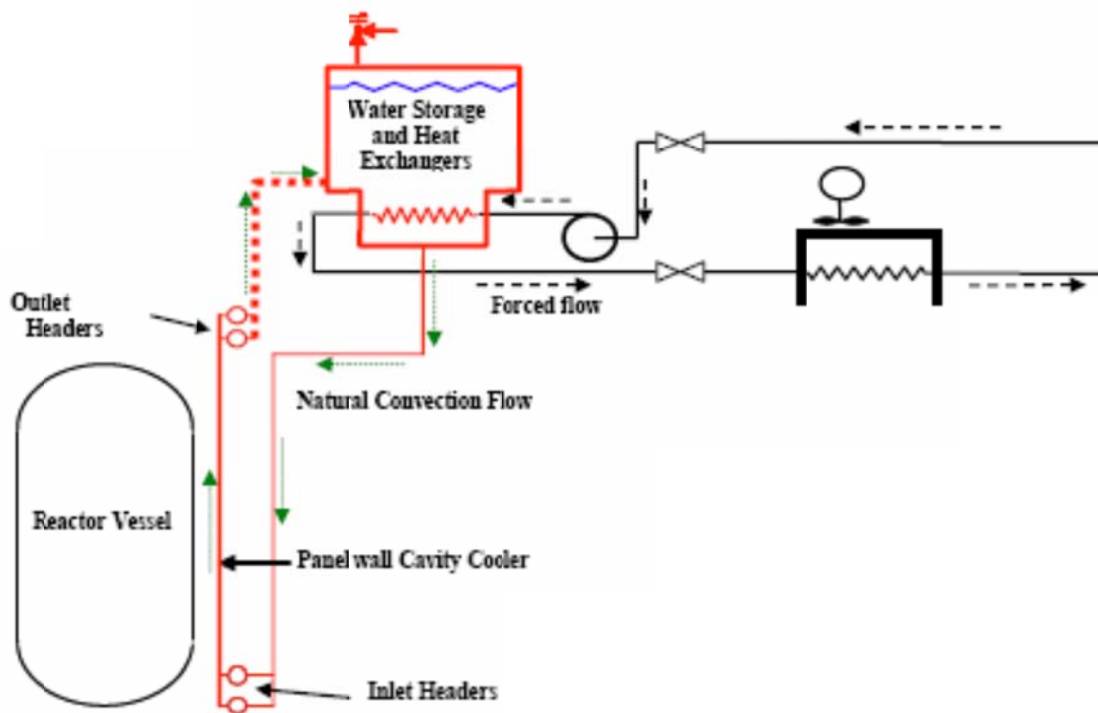 Water Storage
and Heat
Exchangers
Outlet
Headers
Forced flow
Natural Convection Flow
Reactor Vessel
Panel wall Cavity Cooler
Inlet Headers